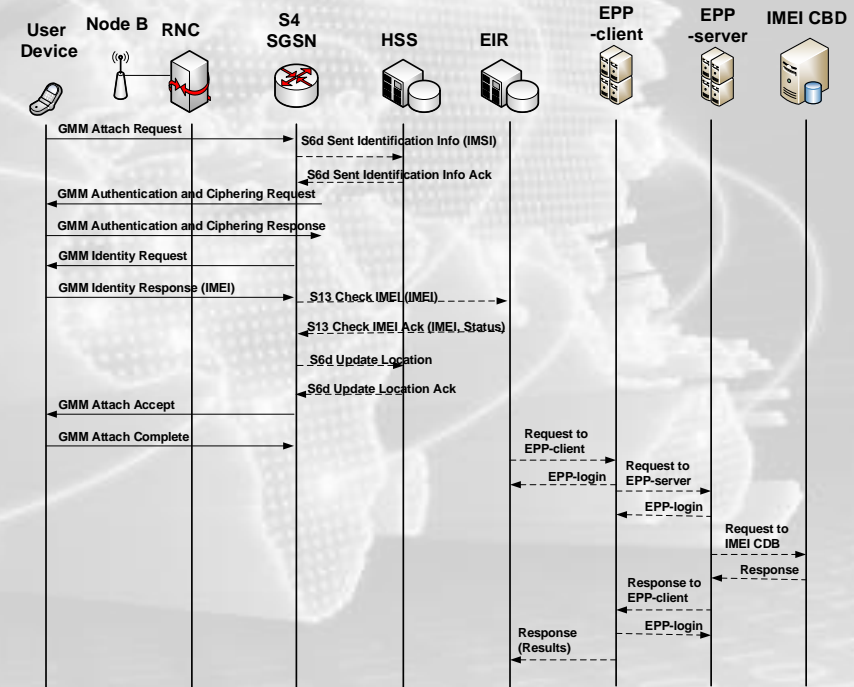 User
Device
Node B
RNC
S4
SGSN
HSS
EIR
EPP
-client
EPP
-server
IMEI CBD
GMM Attach Request
S6d Sent Identification Info (IMSI)
S6d Sent Identification Info Ack
GMM Authentication and Ciphering Request
GMM Authentication and Ciphering Response
GMM Identity Request
GMM Identity Response (IMEI)
S13 Check IMEI (IMEI)
S13 Check IMEI Ack (IMEI, Status)
S6d Update Location
S6d Update Location Ack
GMM Attach Accept
GMM Attach Complete
Request to
EPP-client
EPP-login
Request to
EPP-server
EPP-login
Request to
IMEI CDB
Response
Response to
EPP-client
EPP-login
Response
(Results)